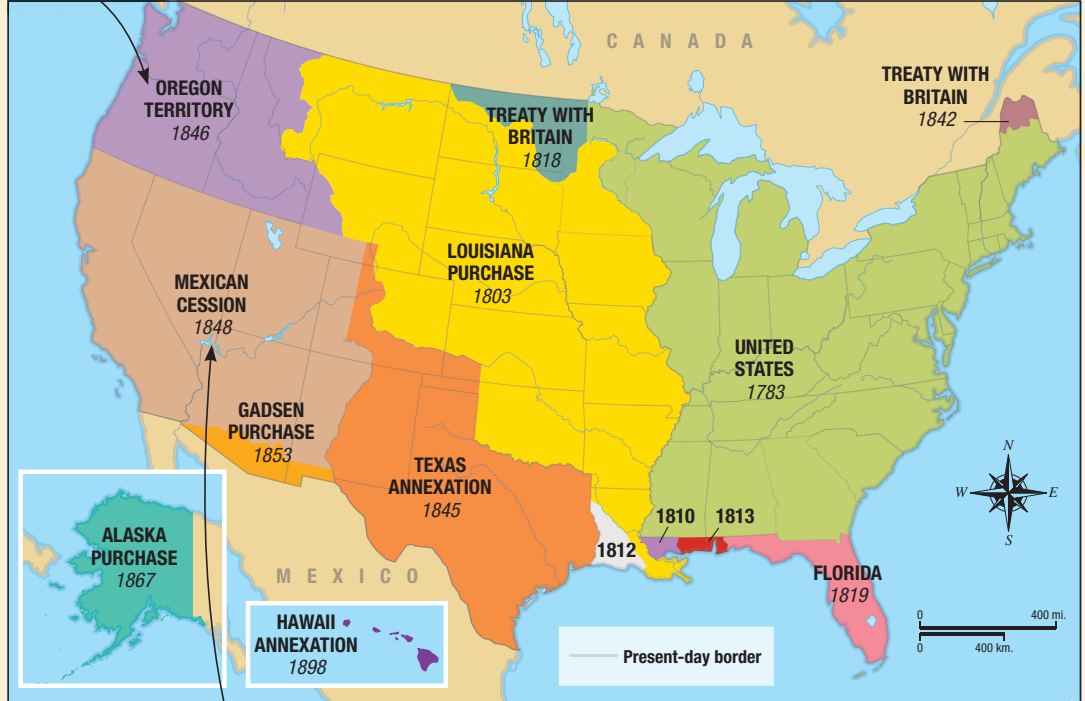 CANADA
OREGON
TERRITORY
1846
TREATY WITH
BRITAIN
1818
TREATY WITH
BRITAIN
1842
LOUISIANA
PURCHASE
1803
MEXICAN
CESSION
1848
UNITED
STATES
1783
GADSEN
PURCHASE
1853
TEXAS
ANNEXATION
1845
N
W
E
S
1810
1813
1812
ALASKA
PURCHASE
1867
MEXICO
FLORIDA
1819
HAWAII
ANNEXATION
1898
0 400 mi.
0 400 km.
Present-day border